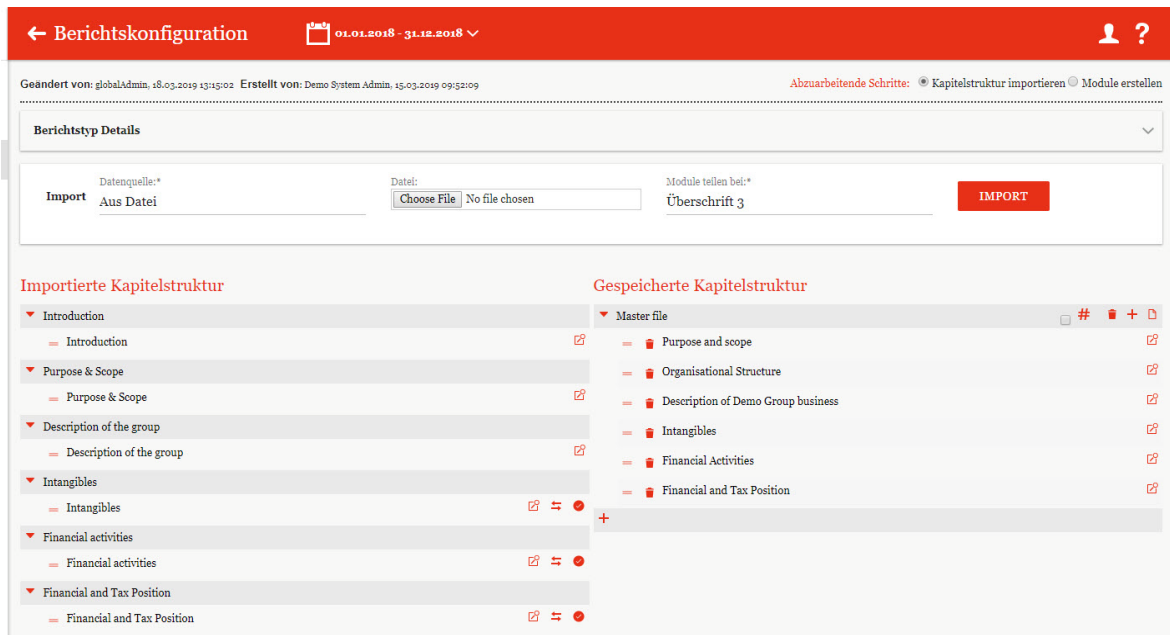 Berichtskonfiguration
01.01.2018 - 31.12.2018
?
Geändert von: globalAdmin, 18.03.2019 13:15:02 Erstellt von: Demo System Admin, 15.03.2019 09:52:09
Abzuarbeitende Schritte: Kapitelstruktur importieren Module erstellen
Berichtstyp Details
Import
Datenquelle:*
Aus Datei
Datei:
Choose File No file chosen
Module teilen bei:*
Überschrift 3
IMPORT
Importierte Kapitelstruktur
Introduction
Introduction
Purpose & Scope
Purpose & Scope
Description of the group
Description of the group
Intangibles
Intangibles
Financial activities
Financial activities
Financial and Tax Position
Financial and Tax Position
Gespeicherte Kapitelstruktur
Master file
#
Purpose and scope
Organisational Structure
Description of Demo Group business
Intangibles
Financial Activities
Financial and Tax Position